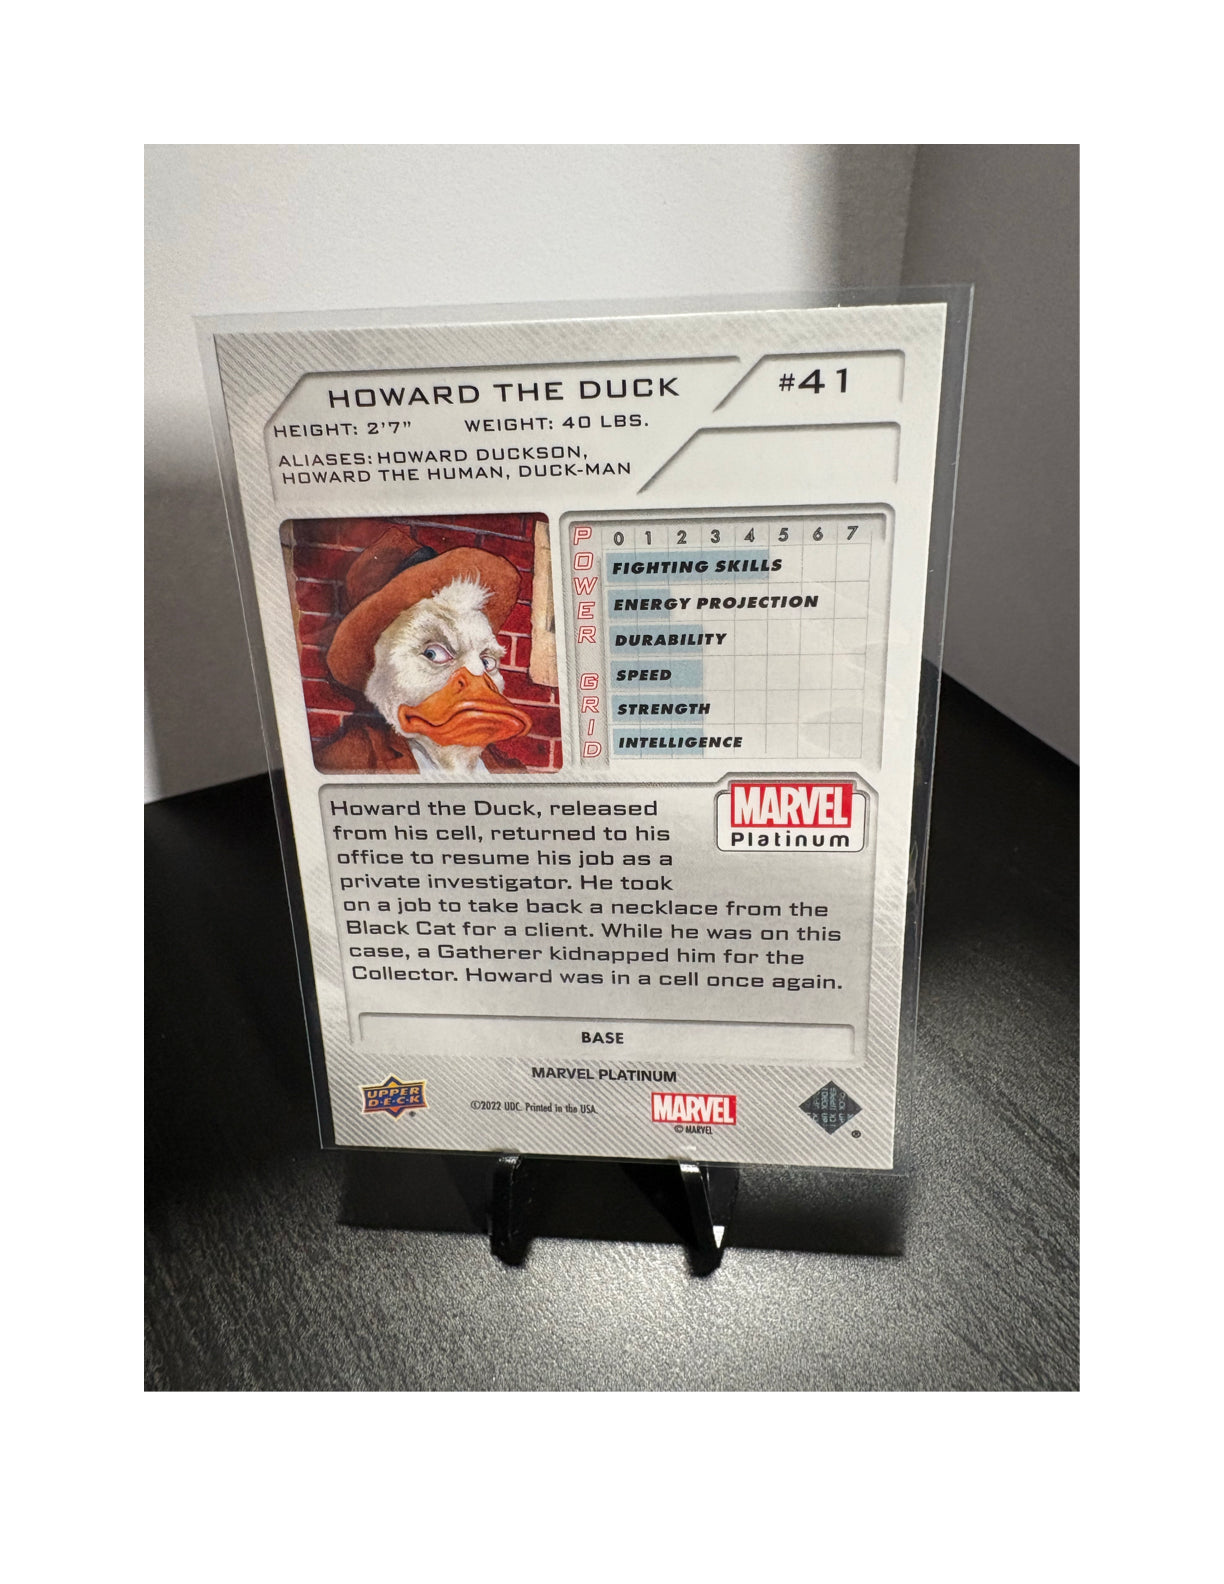 HOWARD THE DUCK
#41
HEIGHT: 2'7" WEIGHT: 40 LBS.
ALIASES: HOWARD DUCKSON,
HOWARD THE HUMAN, DUCK-MAN
POWER GRID
0 1 2 3 4 5 6 7
FIGHTING SKILLS
ENERGY PROJECTION
DURABILITY
SPEED
STRENGTH
INTELLIGENCE
MARVEL
Platinum
Howard the Duck, released
from his cell, returned to his
office to resume his job as a
private investigator. He took
on a job to take back a necklace from the
Black Cat for a client. While he was on this
case, a Gatherer kidnapped him for the
Collector. Howard was in a cell once again.
BASE
MARVEL PLATINUM
UPPER
D·E·C·K
®
©2022 UDC. Printed in the USA.
MARVEL
© MARVEL
®